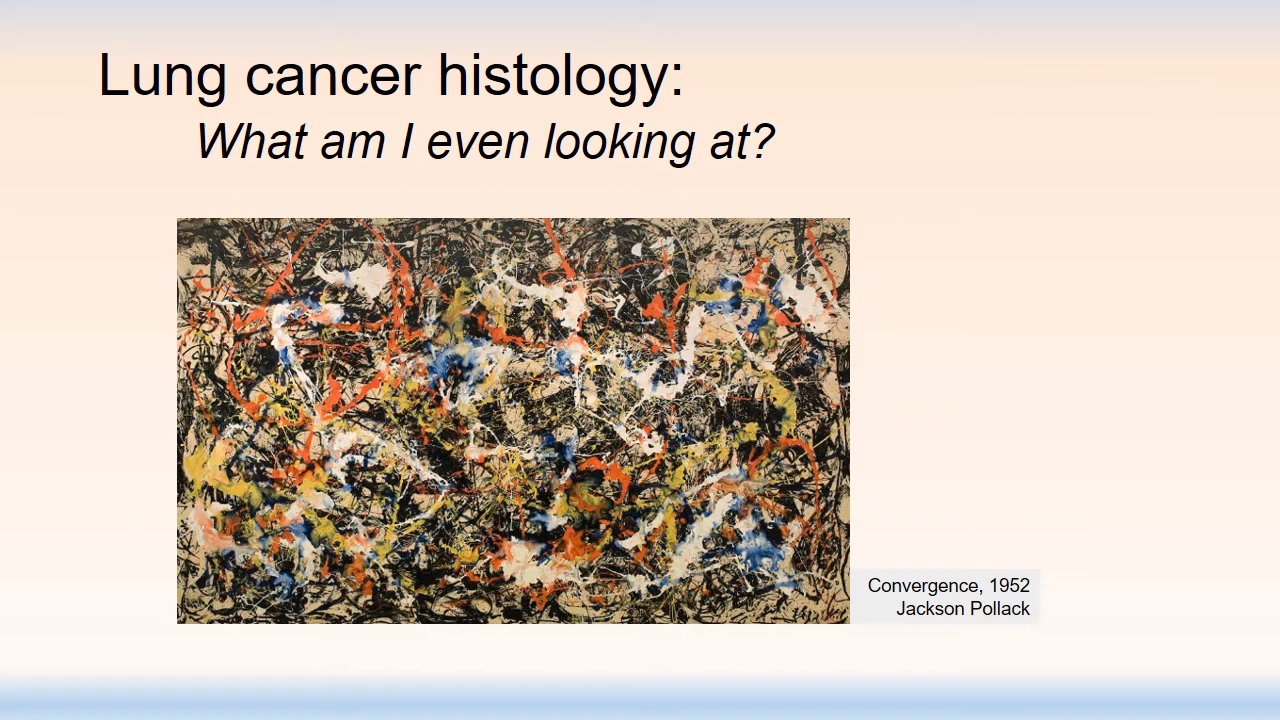 Lung cancer histology:
What am I even looking at?
Convergence, 1952
Jackson Pollack